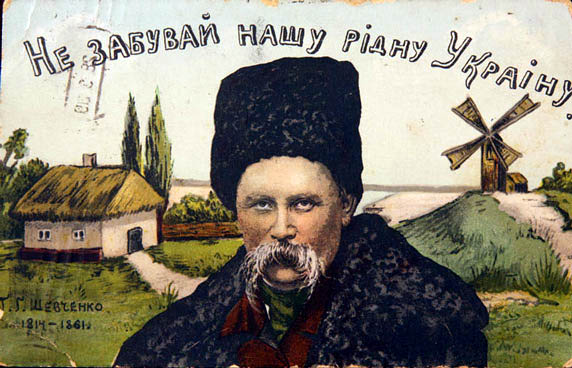 Не забувай нашу рідну Україну.
Т. Г. Шевченко
1814–1861